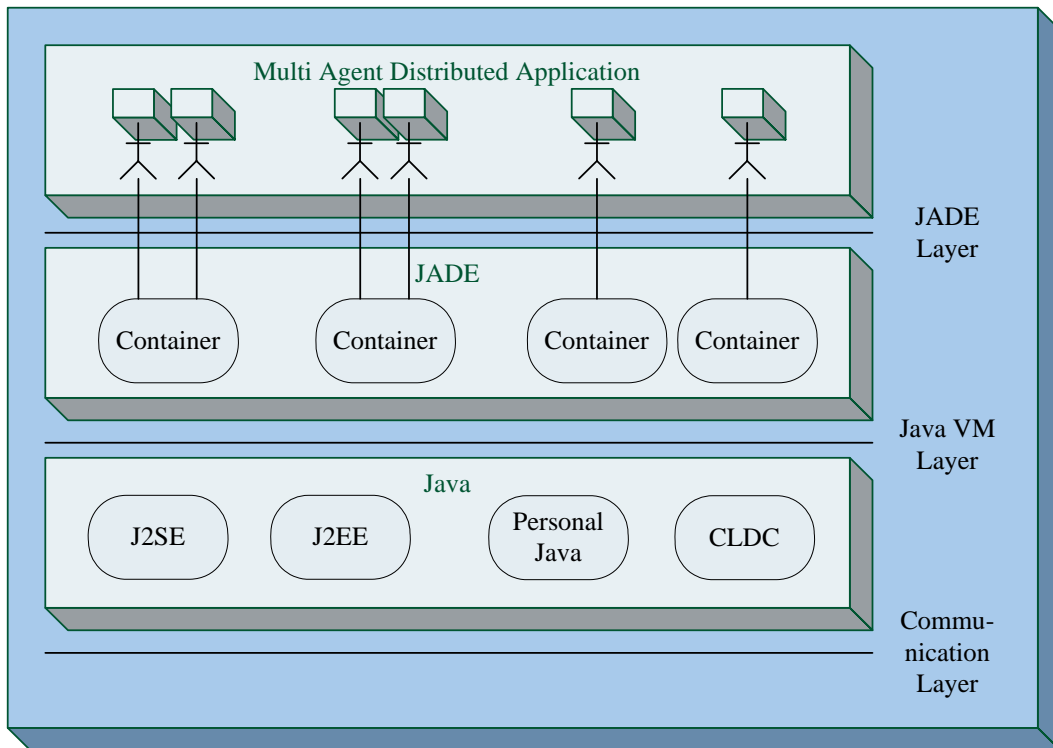 Multi Agent Distributed Application
JADE
Layer
JADE
Container
Container
Container
Container
Java VM
Layer
Java
J2SE
J2EE
Personal
Java
CLDC
Commu-
nication
Layer